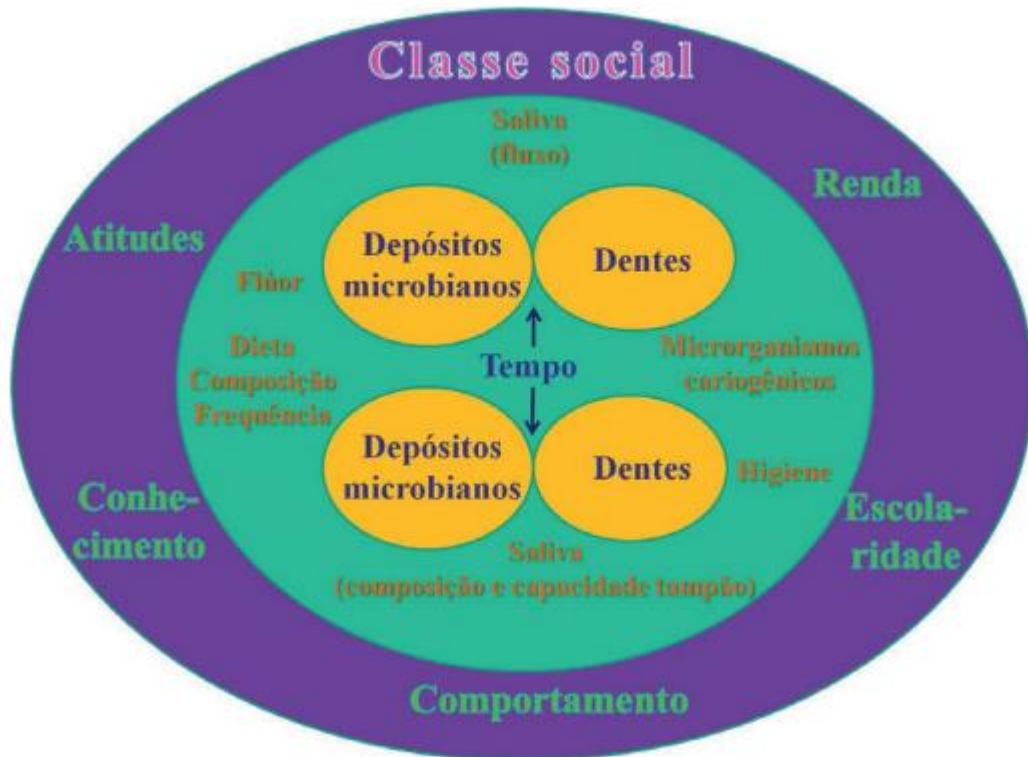 Classe social
Saliva
(fluxo)
Renda
Atitudes
Depósitos
microbianos
Dentes
Flúor
Dieta
Composição
Frequência
Tempo
Microrganismos
cariogênicos
Depósitos
microbianos
Dentes
Higiene
Conhe-
cimento
Escola-
ridade
Saliva
(composição e capacidade tampão)
Comportamento